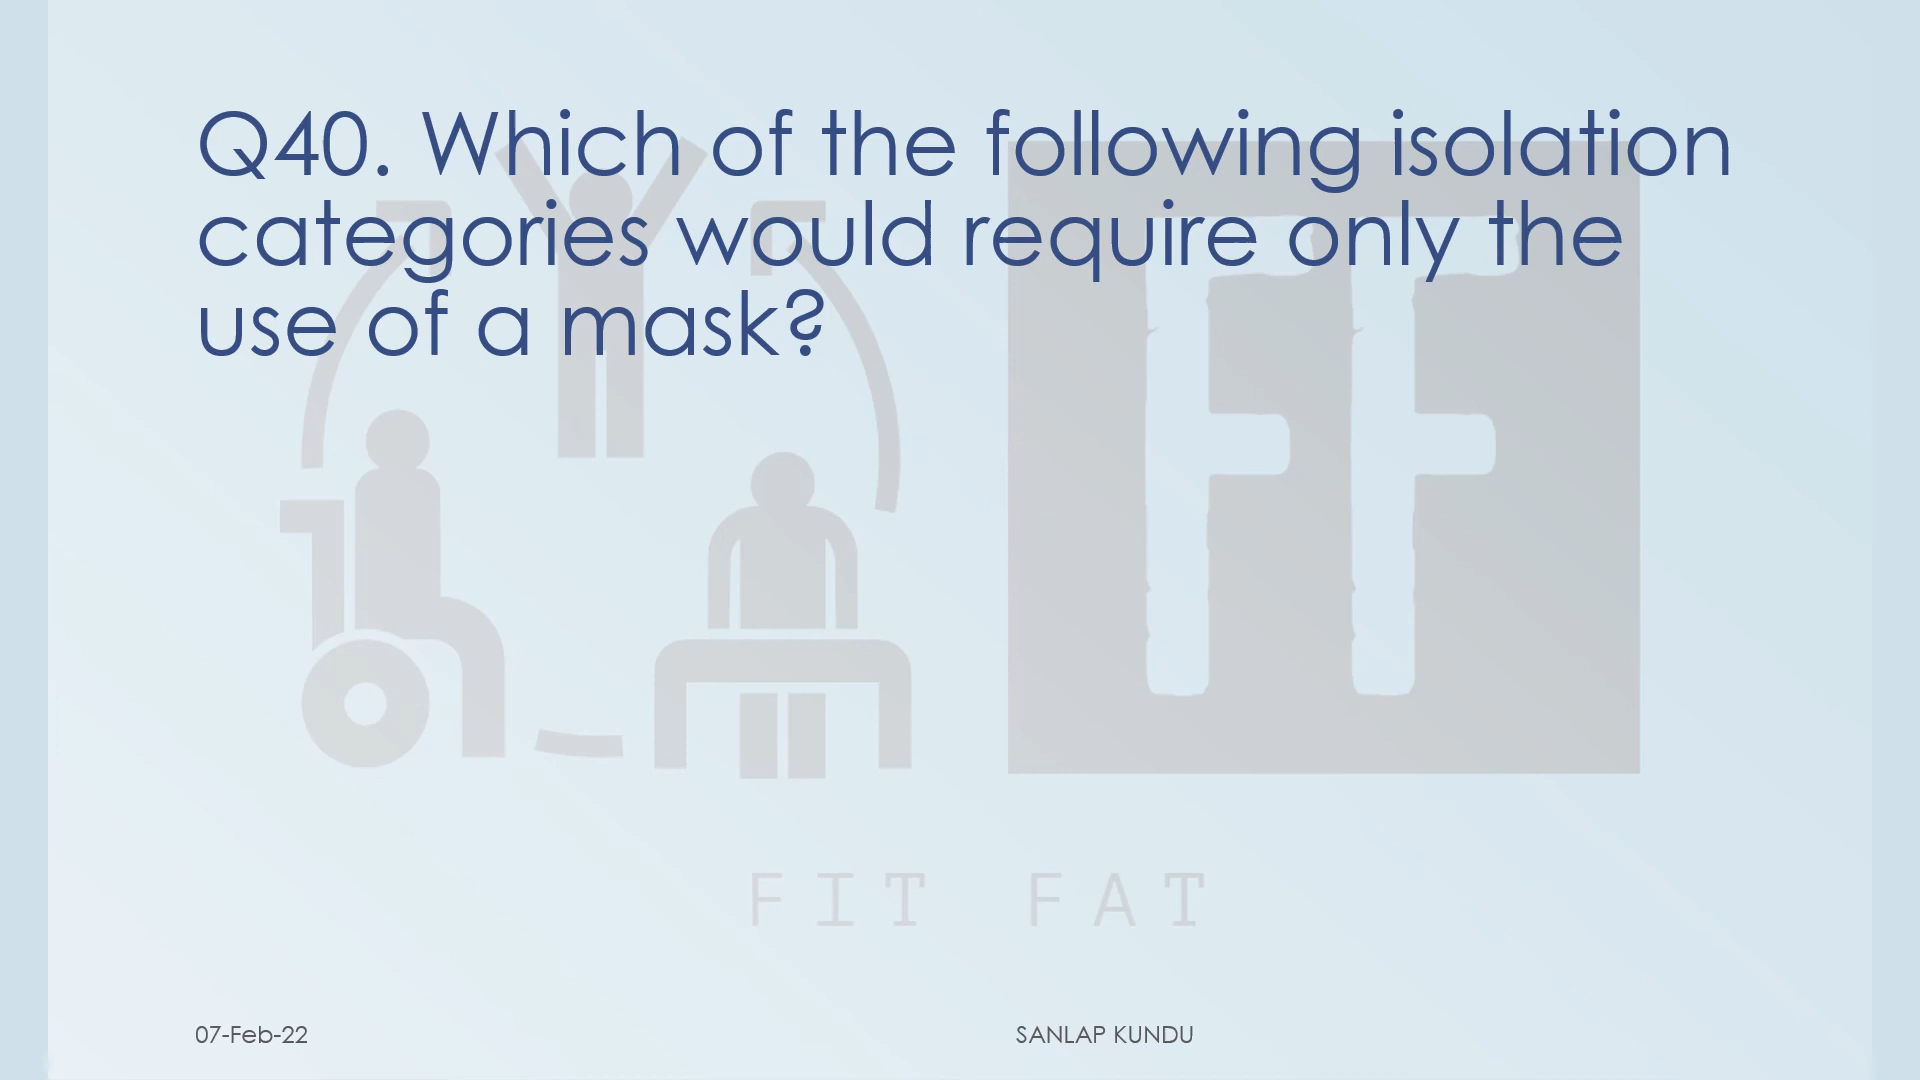 Q40. Which of the following isolation
categories would require only the
use of a mask?
FF
FIT FAT
07-Feb-22
SANLAP KUNDU